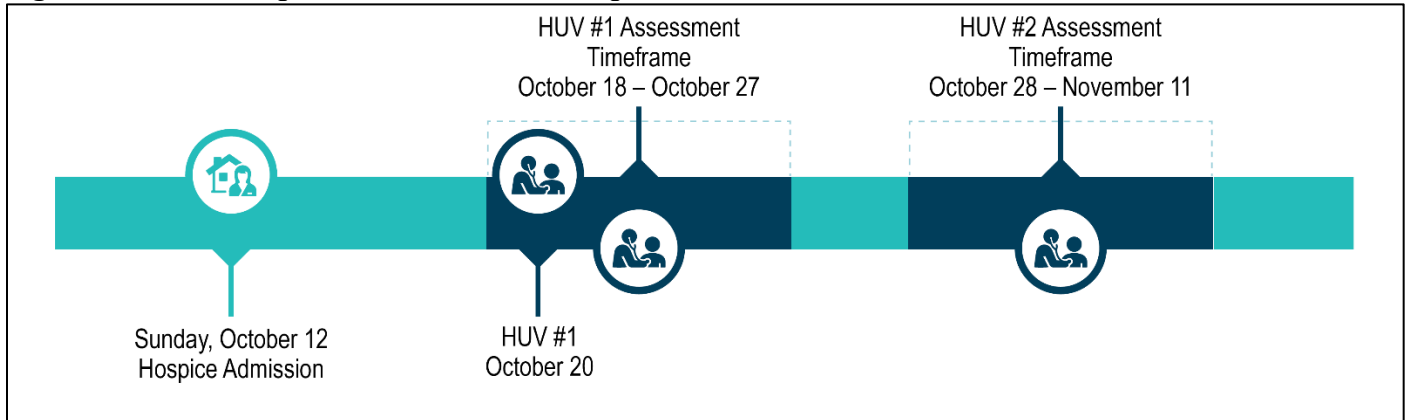 HUV #1 Assessment
Timeframe
October 18 – October 27
HUV #2 Assessment
Timeframe
October 28 – November 11
Sunday, October 12
Hospice Admission
HUV #1
October 20